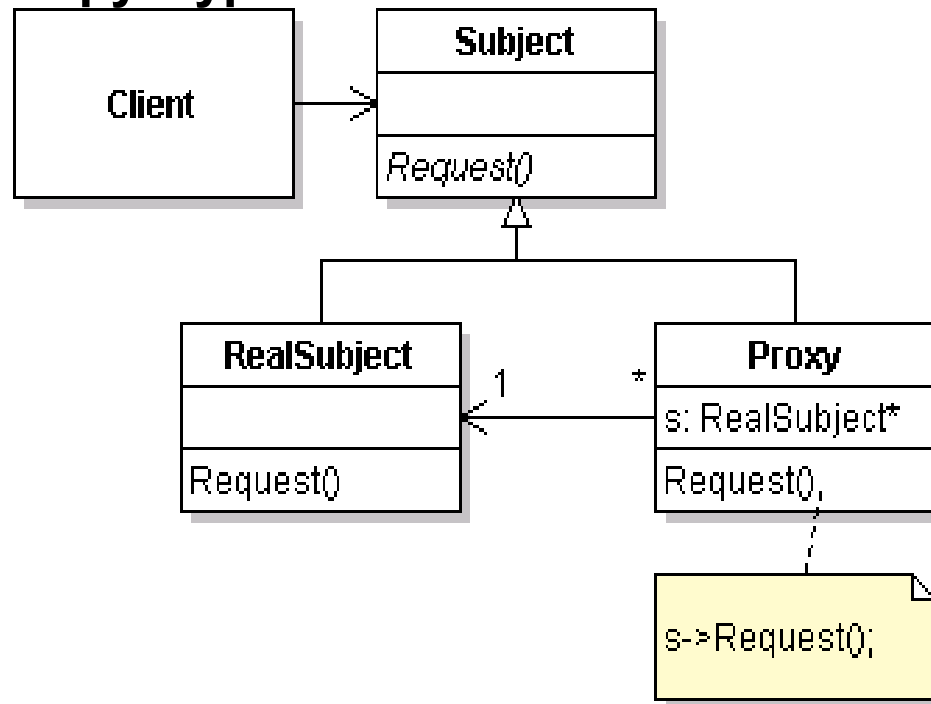 Client
Subject
Request()
RealSubject
Request()
1
*
Proxy
s: RealSubject*
Request()
s->Request();